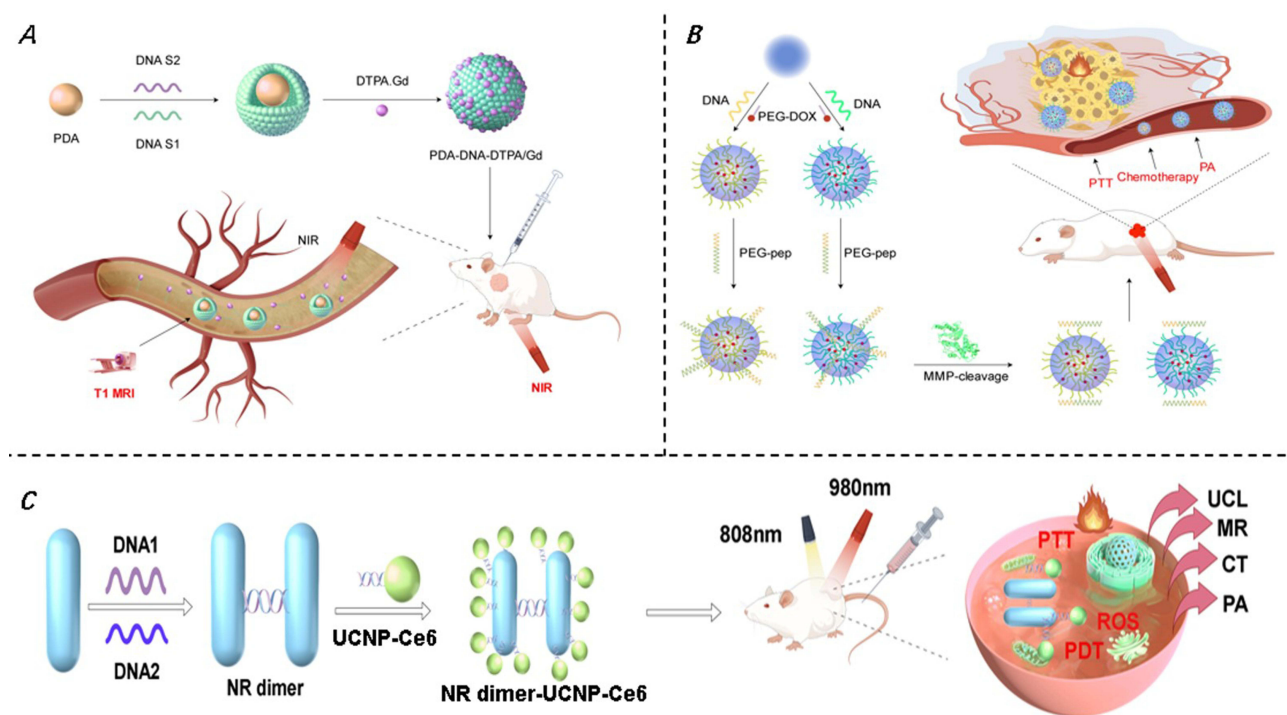 A
DNA S2
DTPA.Gd
PDA
DNA S1
PDA-DNA-DTPA/Gd
NIR
T1 MRI
NIR
B
DNA
DNA
PEG-DOX
PEG-pep
PEG-pep
MMP-cleavage
PTT
Chemotherapy
PA
C
DNA1
DNA2
NR dimer
UCNP-Ce6
NR dimer-UCNP-Ce6
808nm
980nm
PTT
ROS
PDT
UCL
MR
CT
PA